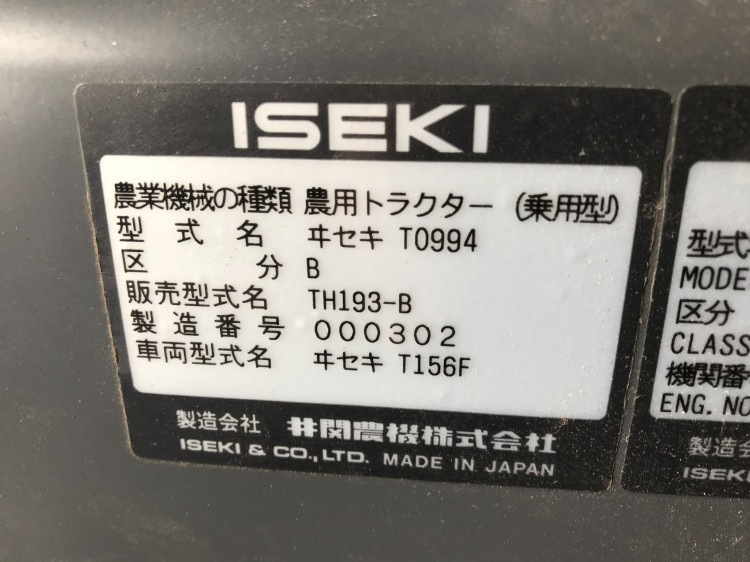 ISEKI
農業機械の種類 農用トラクター (乗用型)
型式名 ヰセキ T0994
区分 B
販売型式名 TH193-B
製造番号 000302
車両型式名 ヰセキ T156F
製造会社 井関農機株式会社
ISEKI & CO.,LTD. MADE IN JAPAN
型式
MODE
区分
CLASS
機関番
ENG. NO
製造会
ISEKI